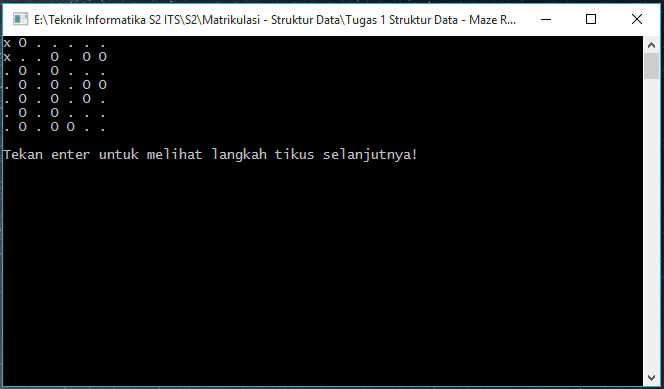 E:\Teknik Informatika S2 ITS\S2\Matrikulasi - Struktur Data\Tugas 1 Struktur Data - Maze R...
x O . . . . .
x . . O . O O
. O . O . . .
. O . O . O O
. O . O . O .
. O . O . . .
. O . O O . .
Tekan enter untuk melihat langkah tikus selanjutnya!